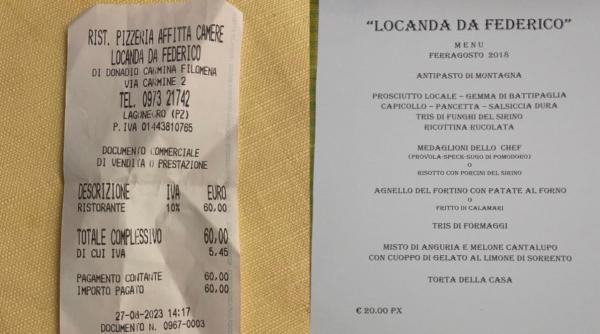 RIST. PIZZERIA AFFITTA CAMERE
LOCANDA DA FEDERICO
DI DONADIO CARMINA FILOMENA
VIA CARMINE 2
TEL. 0973 21742
LAGONEGRO (PZ)
P.IVA 01443810765
DOCUMENTO COMMERCIALE
DI VENDITA O PRESTAZIONE
DESCRIZIONE IVA EURO
RISTORANTE 10% 60,00
TOTALE COMPLESSIVO 60,00
DI CUI IVA 5,45
PAGAMENTO CONTANTE 60,00
IMPORTO PAGATO 60,00
27-08-2023 14:17
DOCUMENTO N. 0967-0003
"LOCANDA DA FEDERICO"
MENU
FERRAGOSTO 2018
ANTIPASTO DI MONTAGNA
PROSCIUTTO LOCALE – GEMMA DI BATTIPAGLIA
CAPICOLLO – PANCETTA – SALSICCIA DURA
TRIS DI FUNGHI DEL SIRINO
RICOTTINA RUCOLATA
MEDAGLIONI DELLO CHEF
(PROVOLA-SPECK-SUGO DI POMODORO)
O
RISOTTO CON PORCINI DEL SIRINO
AGNELLO DEL FORTINO CON PATATE AL FORNO
O
FRITTO DI CALAMARI
TRIS DI FORMAGGI
MISTO DI ANGURIA E MELONE CANTALUPO
CON CUOPPO DI GELATO AL LIMONE DI SORRENTO
TORTA DELLA CASA
€ 20.00 PX